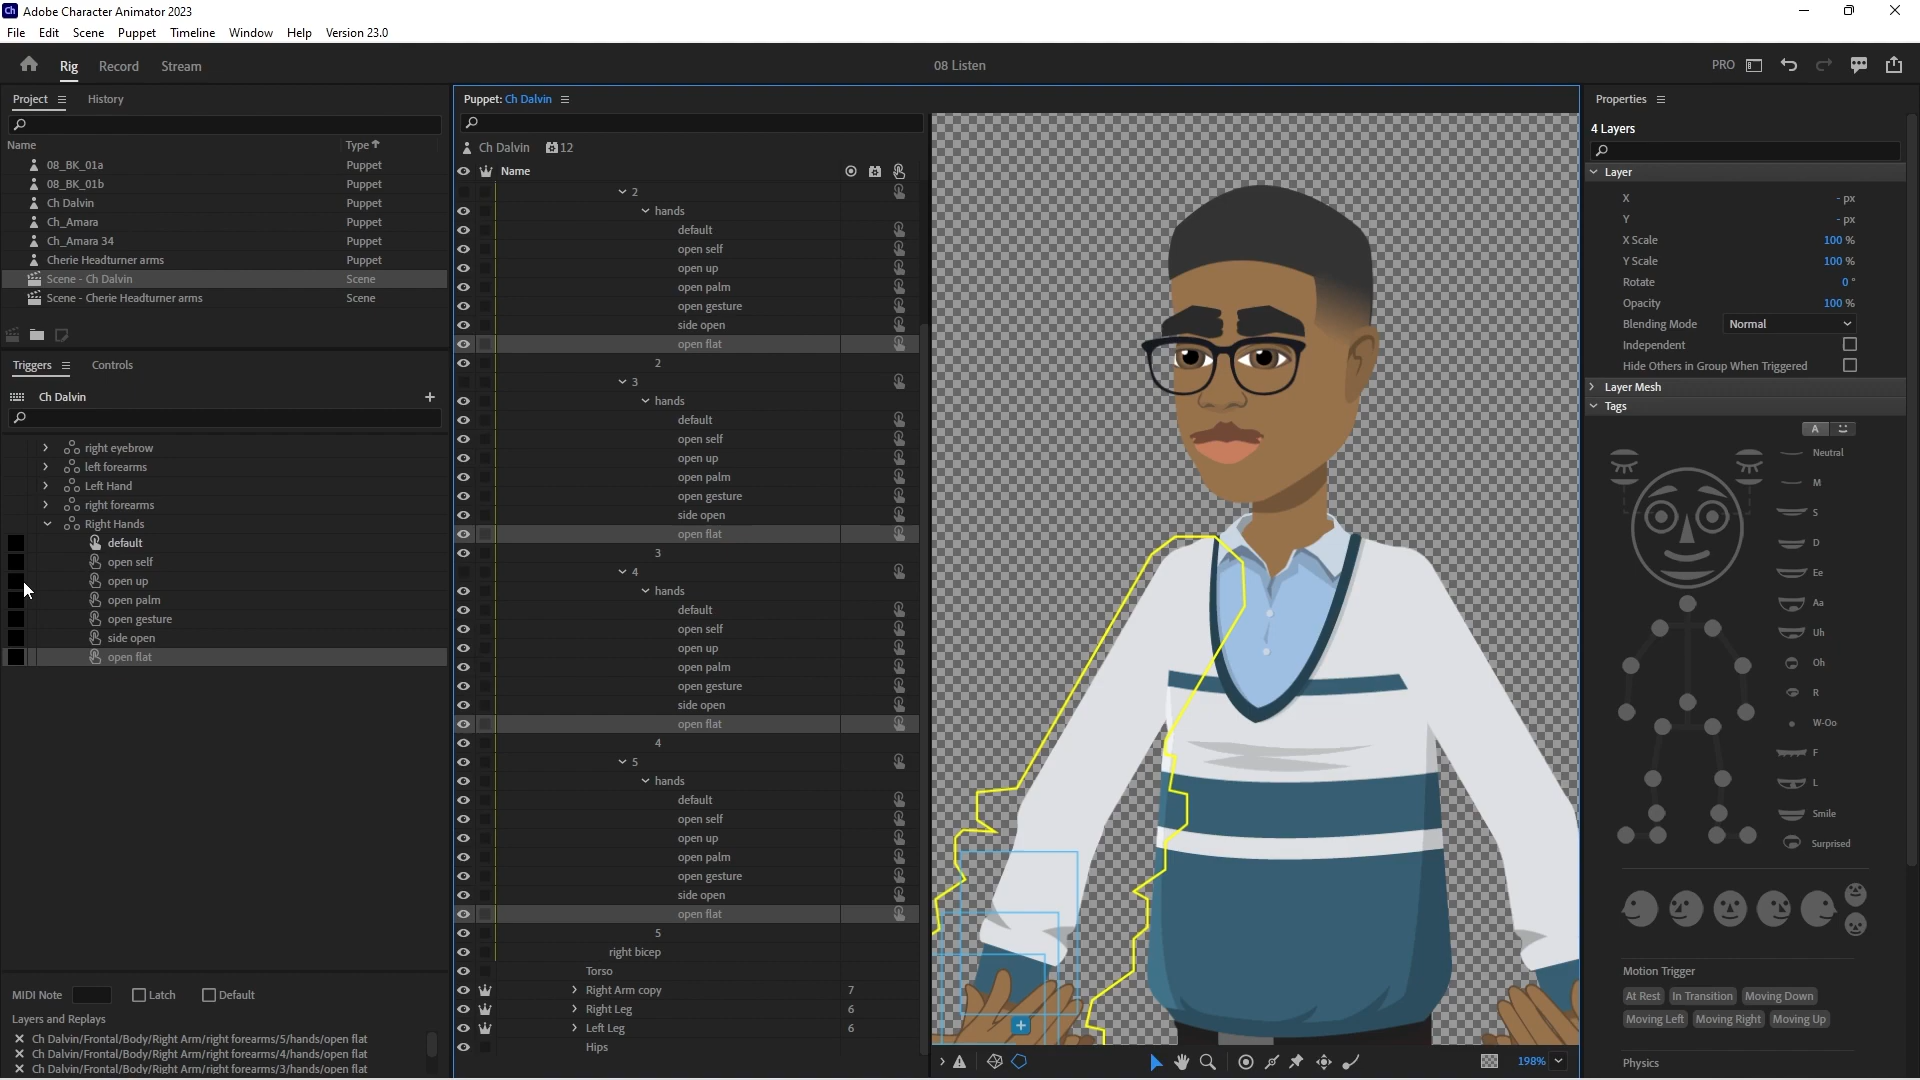 Ch Adobe Character Animator 2023
File Edit Scene Puppet Timeline Window Help Version 23.0
Rig Record Stream
08 Listen
PRO
Project History
Name Type
08_BK_01a Puppet
08_BK_01b Puppet
Ch Dalvin Puppet
Ch_Amara Puppet
Ch_Amara 34 Puppet
Cherie Headturner arms Puppet
Scene - Ch Dalvin Scene
Scene - Cherie Headturner arms Scene
Triggers Controls
Ch Dalvin
right eyebrow
left forearms
Left Hand
right forearms
Right Hands
default
open self
open up
open palm
open gesture
side open
open flat
MIDI Note Latch Default
Layers and Replays
Ch Dalvin/Frontal/Body/Right Arm/right forearms/5/hands/open flat
Ch Dalvin/Frontal/Body/Right Arm/right forearms/4/hands/open flat
Ch Dalvin/Frontal/Body/Right Arm/right forearms/3/hands/open flat
Puppet: Ch Dalvin
Ch Dalvin 12
Name
2
hands
default
open self
open up
open palm
open gesture
side open
open flat
2
3
hands
default
open self
open up
open palm
open gesture
side open
open flat
3
4
hands
default
open self
open up
open palm
open gesture
side open
open flat
4
5
hands
default
open self
open up
open palm
open gesture
side open
open flat
5
right bicep
Torso
Right Arm copy 7
Right Leg 6
Left Leg 6
Hips
198%
Properties
4 Layers
Layer
X - px
Y - px
X Scale 100 %
Y Scale 100 %
Rotate 0 °
Opacity 100 %
Blending Mode Normal
Independent
Hide Others in Group When Triggered
Layer Mesh
Tags
A
Neutral
M
S
D
Ee
Aa
Uh
Oh
R
W-Oo
F
L
Smile
Surprised
Motion Trigger
At Rest In Transition Moving Down
Moving Left Moving Right Moving Up
Physics